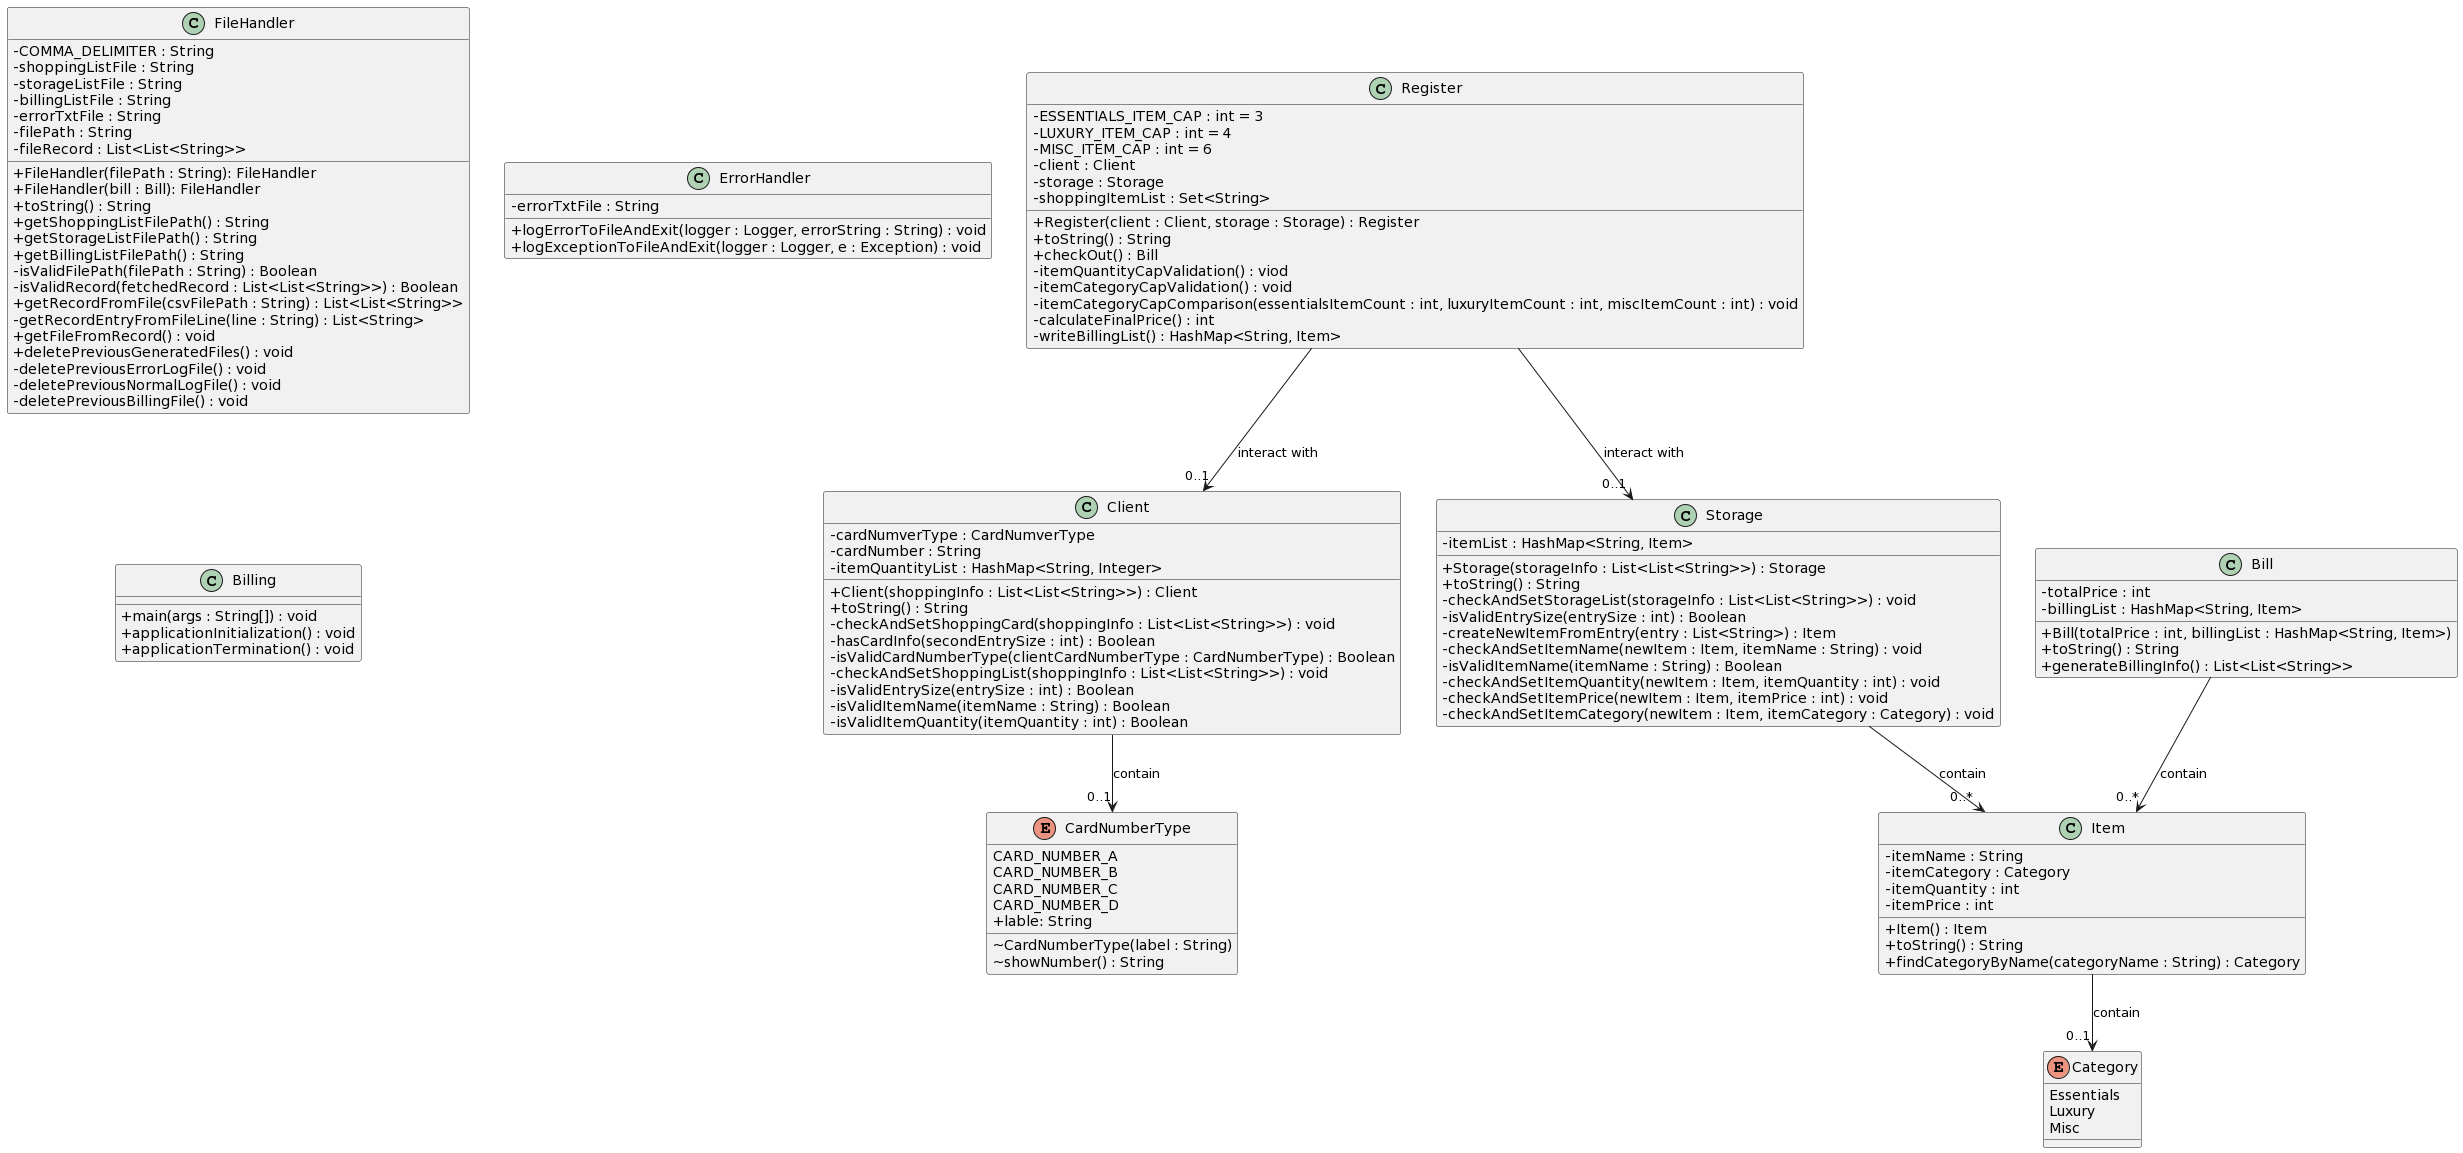 C FileHandler
-COMMA_DELIMITER : String
-shoppingListFile : String
-storageListFile : String
-billingListFile : String
-errorTxtFile : String
-filePath : String
-fileRecord : List<List<String>>
+FileHandler(filePath : String): FileHandler
+FileHandler(bill : Bill): FileHandler
+toString() : String
+getShoppingListFilePath() : String
+getStorageListFilePath() : String
+getBillingListFilePath() : String
-isValidFilePath(filePath : String) : Boolean
-isValidRecord(fetchedRecord : List<List<String>>) : Boolean
+getRecordFromFile(csvFilePath : String) : List<List<String>>
-getRecordEntryFromFileLine(line : String) : List<String>
+getFileFromRecord() : void
+deletePreviousGeneratedFiles() : void
-deletePreviousErrorLogFile() : void
-deletePreviousNormalLogFile() : void
-deletePreviousBillingFile() : void
C ErrorHandler
-errorTxtFile : String
+logErrorToFileAndExit(logger : Logger, errorString : String) : void
+logExceptionToFileAndExit(logger : Logger, e : Exception) : void
C Register
-ESSENTIALS_ITEM_CAP : int = 3
-LUXURY_ITEM_CAP : int = 4
-MISC_ITEM_CAP : int = 6
-client : Client
-storage : Storage
-shoppingItemList : Set<String>
+Register(client : Client, storage : Storage) : Register
+toString() : String
+checkOut() : Bill
-itemQuantityCapValidation() : viod
-itemCategoryCapValidation() : void
-itemCategoryCapComparison(essentialsItemCount : int, luxuryItemCount : int, miscItemCount : int) : void
-calculateFinalPrice() : int
-writeBillingList() : HashMap<String, Item>
interact with
0..1
interact with
0..1
C Billing
+main(args : String[]) : void
+applicationInitialization() : void
+applicationTermination() : void
C Client
-cardNumverType : CardNumverType
-cardNumber : String
-itemQuantityList : HashMap<String, Integer>
+Client(shoppingInfo : List<List<String>>) : Client
+toString() : String
-checkAndSetShoppingCard(shoppingInfo : List<List<String>>) : void
-hasCardInfo(secondEntrySize : int) : Boolean
-isValidCardNumberType(clientCardNumberType : CardNumberType) : Boolean
-checkAndSetShoppingList(shoppingInfo : List<List<String>>) : void
-isValidEntrySize(entrySize : int) : Boolean
-isValidItemName(itemName : String) : Boolean
-isValidItemQuantity(itemQuantity : int) : Boolean
C Storage
-itemList : HashMap<String, Item>
+Storage(storageInfo : List<List<String>>) : Storage
+toString() : String
-checkAndSetStorageList(storageInfo : List<List<String>>) : void
-isValidEntrySize(entrySize : int) : Boolean
-createNewItemFromEntry(entry : List<String>) : Item
-checkAndSetItemName(newItem : Item, itemName : String) : void
-isValidItemName(itemName : String) : Boolean
-checkAndSetItemQuantity(newItem : Item, itemQuantity : int) : void
-checkAndSetItemPrice(newItem : Item, itemPrice : int) : void
-checkAndSetItemCategory(newItem : Item, itemCategory : Category) : void
C Bill
-totalPrice : int
-billingList : HashMap<String, Item>
+Bill(totalPrice : int, billingList : HashMap<String, Item>)
+toString() : String
+generateBillingInfo() : List<List<String>>
contain
0..1
contain
0..*
contain
0..*
E CardNumberType
CARD_NUMBER_A
CARD_NUMBER_B
CARD_NUMBER_C
CARD_NUMBER_D
+lable: String
~CardNumberType(label : String)
~showNumber() : String
C Item
-itemName : String
-itemCategory : Category
-itemQuantity : int
-itemPrice : int
+Item() : Item
+toString() : String
+findCategoryByName(categoryName : String) : Category
contain
0..1
E Category
Essentials
Luxury
Misc